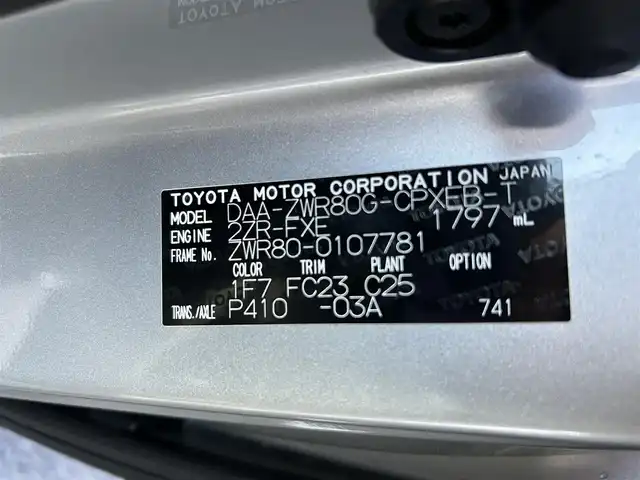 TOYOTA MOTOR CORPORATION JAPAN
MODEL DAA-ZWR80G-CPXEB-T
ENGINE 2ZR-FXE 1797 mL
FRAME No. ZWR80-0107781
COLOR TRIM PLANT OPTION
1F7 FC23 C25
TRANS./AXLE P410 -03A 741